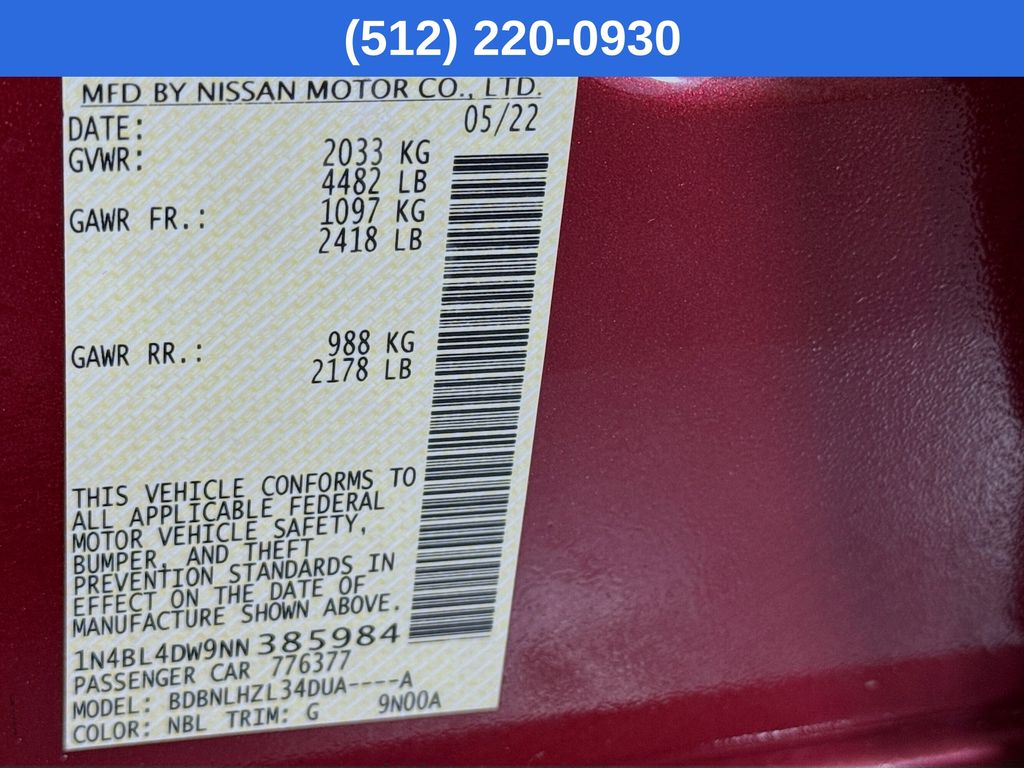 (512) 220-0930
MFD BY NISSAN MOTOR CO., LTD.
DATE: 05/22
GVWR: 2033 KG
4482 LB
GAWR FR.: 1097 KG
2418 LB
GAWR RR.: 988 KG
2178 LB
THIS VEHICLE CONFORMS TO
ALL APPLICABLE FEDERAL
MOTOR VEHICLE SAFETY,
BUMPER, AND THEFT
PREVENTION STANDARDS IN
EFFECT ON THE DATE OF
MANUFACTURE SHOWN ABOVE.
1N4BL4DW9NN385984
PASSENGER CAR 776377
MODEL: BDBNLHZL34DUA----A
COLOR: NBL TRIM: G 9N00A